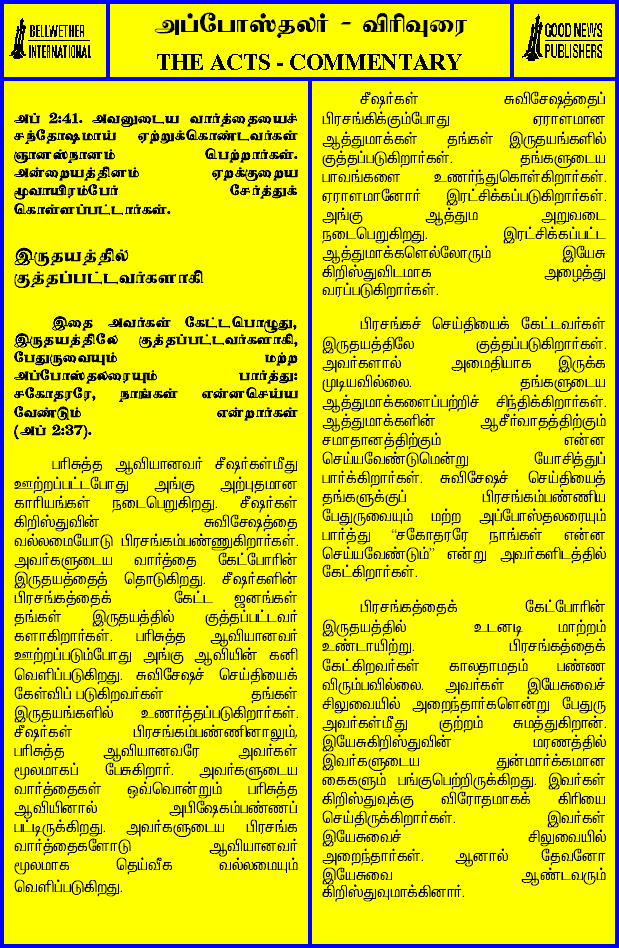 BELLWETHER
INTERNATIONAL
அப்போஸ்தலர் - விரிவுரை
THE ACTS - COMMENTARY
GOOD NEWS
PUBLISHERS
அப் 2:41. அவனுடைய வார்த்தையைச்
சந்தோஷமாய் ஏற்றுக்கொண்டவர்கள்
ஞானஸ்நானம் பெற்றார்கள்.
அன்றையத்தினம் ஏறக்குறைய
மூவாயிரம்பேர் சேர்த்துக்
கொள்ளப்பட்டார்கள்.
இருதயத்தில்
குத்தப்பட்டவர்களாகி
இதை அவர்கள் கேட்டபொழுது,
இருதயத்திலே குத்தப்பட்டவர்களாகி,
பேதுருவையும் மற்ற
அப்போஸ்தலரையும் பார்த்து:
சகோதரரே, நாங்கள் என்னசெய்ய
வேண்டும் என்றார்கள்
(அப் 2:37).
பரிசுத்த ஆவியானவர் சீஷர்கள்மீது
ஊற்றப்பட்டபோது அங்கு அற்புதமான
காரியங்கள் நடைபெறுகிறது. சீஷர்கள்
கிறிஸ்துவின் சுவிசேஷத்தை
வல்லமையோடு பிரசங்கம்பண்ணுகிறார்கள்.
அவர்களுடைய வார்த்தை கேட்போரின்
இருதயத்தைத் தொடுகிறது. சீஷர்களின்
பிரசங்கத்தைக் கேட்ட ஜனங்கள்
தங்கள் இருதயத்தில் குத்தப்பட்டவர்
களாகிறார்கள். பரிசுத்த ஆவியானவர்
ஊற்றப்படும்போது அங்கு ஆவியின் கனி
வெளிப்படுகிறது. சுவிசேஷச் செய்தியைக்
கேள்விப் படுகிறவர்கள் தங்கள்
இருதயங்களில் உணர்த்தப்படுகிறார்கள்.
சீஷர்கள் பிரசங்கம்பண்ணினாலும்,
பரிசுத்த ஆவியானவரே அவர்கள்
மூலமாகப் பேசுகிறார். அவர்களுடைய
வார்த்தைகள் ஒவ்வொன்றும் பரிசுத்த
ஆவியினால் அபிஷேகம்பண்ணப்
பட்டிருக்கிறது. அவர்களுடைய பிரசங்க
வார்த்தைகளோடு ஆவியானவர்
மூலமாக தெய்வீக வல்லமையும்
வெளிப்படுகிறது.
சீஷர்கள் சுவிசேஷத்தைப்
பிரசங்கிக்கும்போது ஏராளமான
ஆத்துமாக்கள் தங்கள் இருதயங்களில்
குத்தப்படுகிறார்கள். தங்களுடைய
பாவங்களை உணர்ந்துகொள்கிறார்கள்.
ஏராளமானோர் இரட்சிக்கப்படுகிறார்கள்.
அங்கு ஆத்தும அறுவடை
நடைபெறுகிறது. இரட்சிக்கப்பட்ட
ஆத்துமாக்களெல்லோரும் இயேசு
கிறிஸ்துவிடமாக அழைத்து
வரப்படுகிறார்கள்.
பிரசங்கச் செய்தியைக் கேட்டவர்கள்
இருதயத்திலே குத்தப்படுகிறார்கள்.
அவர்களால் அமைதியாக இருக்க
முடியவில்லை. தங்களுடைய
ஆத்துமாக்களைப்பற்றிச் சிந்திக்கிறார்கள்.
ஆத்துமாக்களின் ஆசீர்வாதத்திற்கும்
சமாதானத்திற்கும் என்ன
செய்யவேண்டுமென்று யோசித்துப்
பார்க்கிறார்கள். சுவிசேஷச் செய்தியைத்
தங்களுக்குப் பிரசங்கம்பண்ணிய
பேதுருவையும் மற்ற அப்போஸ்தலரையும்
பார்த்து “சகோதரரே நாங்கள் என்ன
செய்யவேண்டும்” என்று அவர்களிடத்தில்
கேட்கிறார்கள்.
பிரசங்கத்தைக் கேட்போரின்
இருதயத்தில் உடனடி மாற்றம்
உண்டாயிற்று. பிரசங்கத்தைக்
கேட்கிறவர்கள் காலதாமதம் பண்ண
விரும்பவில்லை. அவர்கள் இயேசுவைச்
சிலுவையில் அறைந்தார்களென்று பேதுரு
அவர்கள்மீது குற்றம் சுமத்துகிறான்.
இயேசுகிறிஸ்துவின் மரணத்தில்
இவர்களுடைய துன்மார்க்கமான
கைகளும் பங்குபெற்றிருக்கிறது. இவர்கள்
கிறிஸ்துவுக்கு விரோதமாகக் கிரியை
செய்திருக்கிறார்கள். இவர்கள்
இயேசுவைச் சிலுவையில்
அறைந்தார்கள். ஆனால் தேவனோ
இயேசுவை ஆண்டவரும்
கிறிஸ்துவுமாக்கினார்.